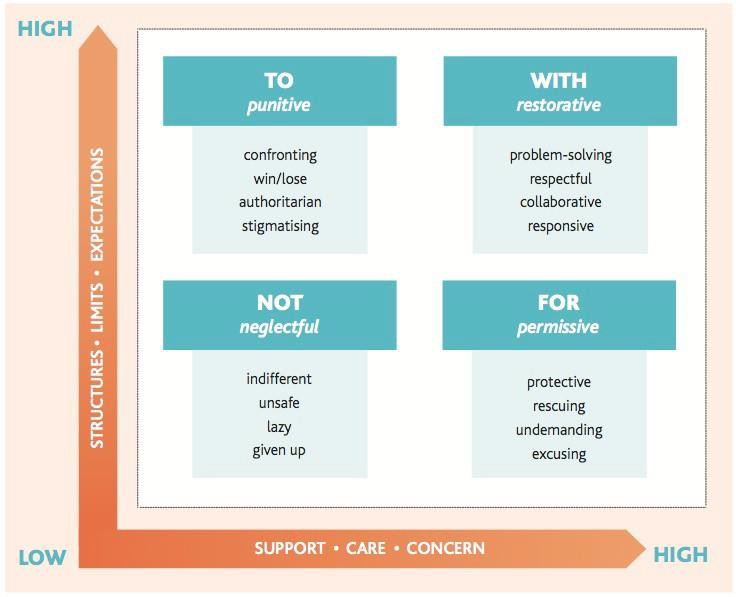 HIGH
TO
punitive
confronting
win/lose
authoritarian
stigmatising
WITH
restorative
problem-solving
respectful
collaborative
responsive
STRUCTURES • LIMITS • EXPECTATIONS
NOT
neglectful
indifferent
unsafe
lazy
given up
FOR
permissive
protective
rescuing
undemanding
excusing
LOW
SUPPORT • CARE • CONCERN
HIGH